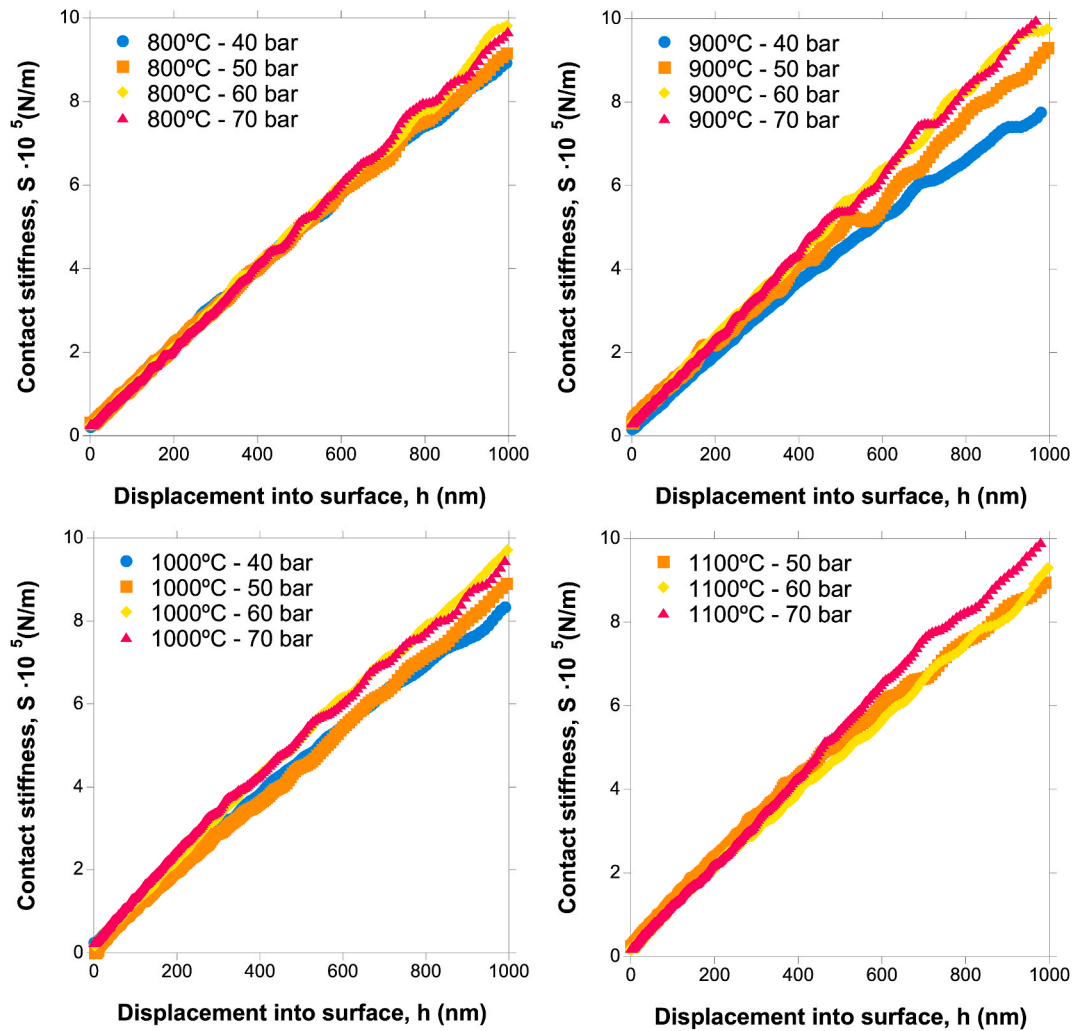 10
8
6
4
2
0
Contact stiffness, S ·10 ⁵(N/m)
800ºC - 40 bar
800ºC - 50 bar
800ºC - 60 bar
800ºC - 70 bar
0 200 400 600 800 1000
Displacement into surface, h (nm)
10
8
6
4
2
0
Contact stiffness, S ·10 ⁵(N/m)
900ºC - 40 bar
900ºC - 50 bar
900ºC - 60 bar
900ºC - 70 bar
0 200 400 600 800 1000
Displacement into surface, h (nm)
10
8
6
4
2
0
Contact stiffness, S ·10 ⁵(N/m)
1000ºC - 40 bar
1000ºC - 50 bar
1000ºC - 60 bar
1000ºC - 70 bar
0 200 400 600 800 1000
Displacement into surface, h (nm)
10
8
6
4
2
0
Contact stiffness, S ·10 ⁵(N/m)
1100ºC - 50 bar
1100ºC - 60 bar
1100ºC - 70 bar
0 200 400 600 800 1000
Displacement into surface, h (nm)